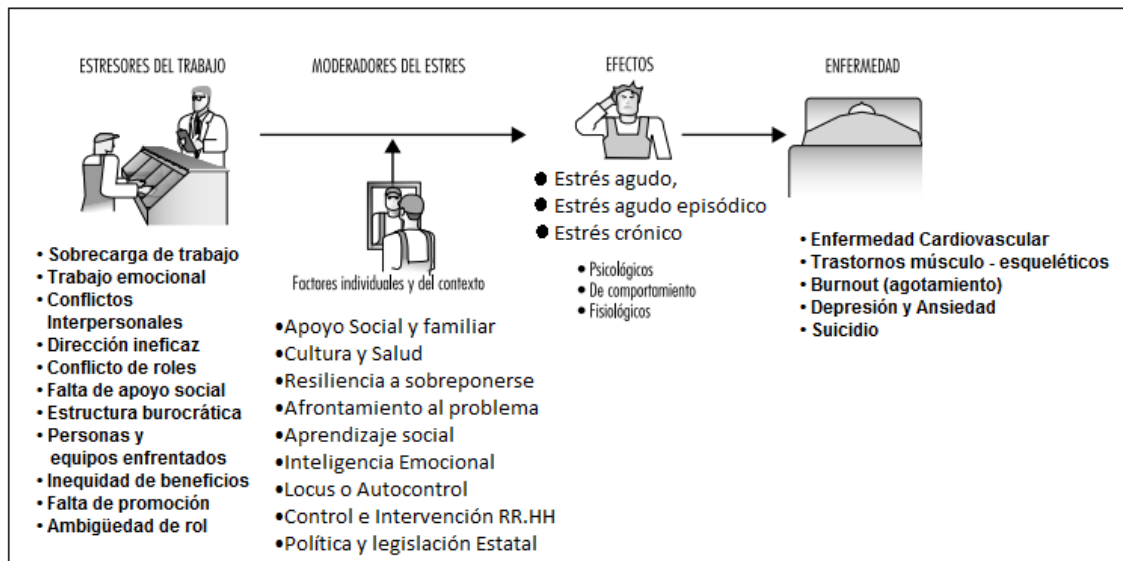 ESTRESORES DEL TRABAJO
• Sobrecarga de trabajo
• Trabajo emocional
• Conflictos
Interpersonales
• Dirección ineficaz
• Conflicto de roles
• Falta de apoyo social
• Estructura burocrática
• Personas y
equipos enfrentados
• Inequidad de beneficios
• Falta de promoción
• Ambigüedad de rol
MODERADORES DEL ESTRES
Factores individuales y del contexto
•Apoyo Social y familiar
•Cultura y Salud
•Resiliencia a sobreponerse
•Afrontamiento al problema
•Aprendizaje social
•Inteligencia Emocional
•Locus o Autocontrol
•Control e Intervención RR.HH
•Política y legislación Estatal
EFECTOS
● Estrés agudo,
● Estrés agudo episódico
● Estrés crónico
• Psicológicos
• De comportamiento
• Fisiológicos
ENFERMEDAD
• Enfermedad Cardiovascular
• Trastornos músculo - esqueléticos
• Burnout (agotamiento)
• Depresión y Ansiedad
• Suicidio